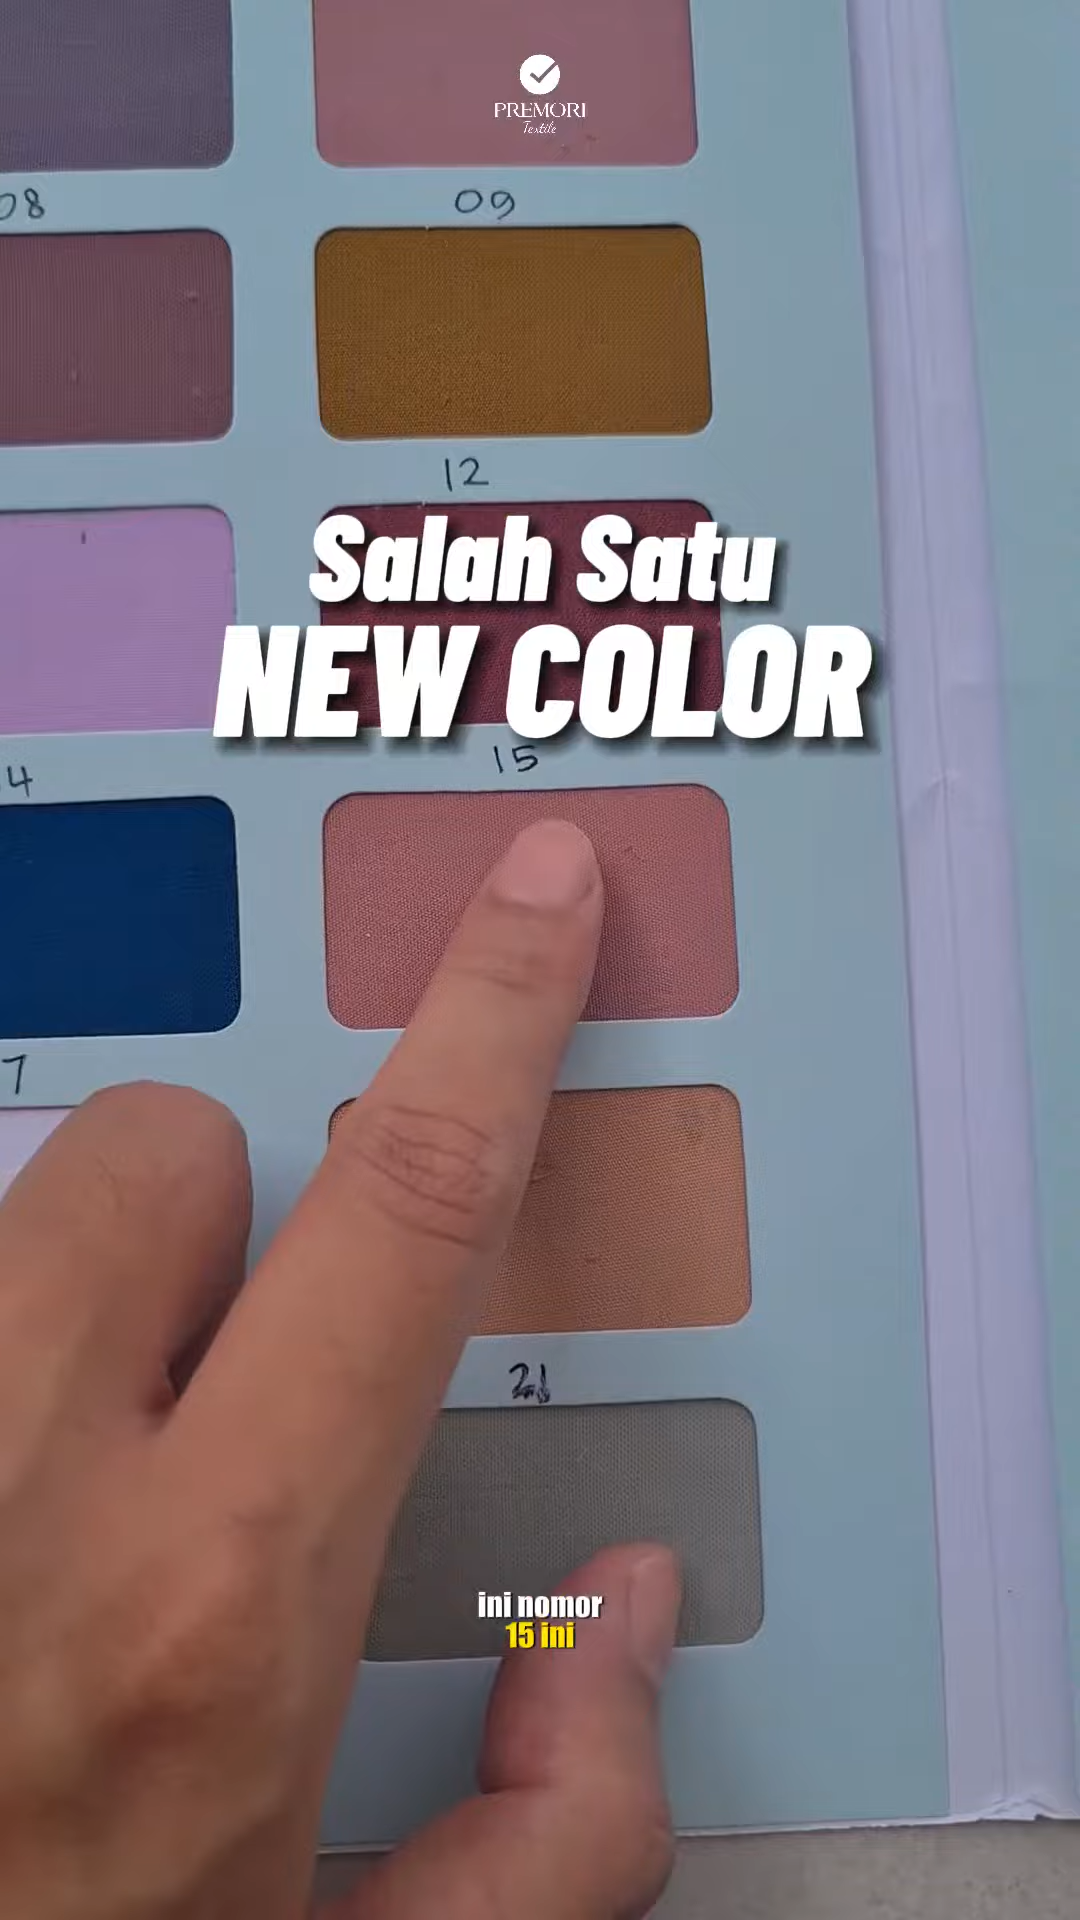 PREMORI
Textile
08
09
12
Salah Satu
NEW COLOR
15
4
7
21
ini nomor
15 ini